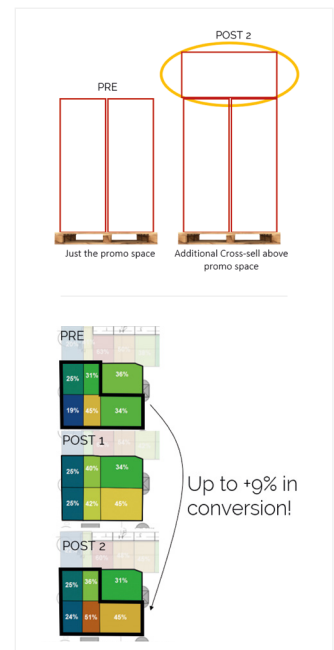 POST 2
PRE
Just the promo space
Additional Cross-sell above
promo space
PRE
25% 31% 36%
19% 45% 34%
POST 1
25% 40% 34%
25% 42% 45%
Up to +9% in
conversion!
POST 2
26% 36% 31%
24% 51% 45%